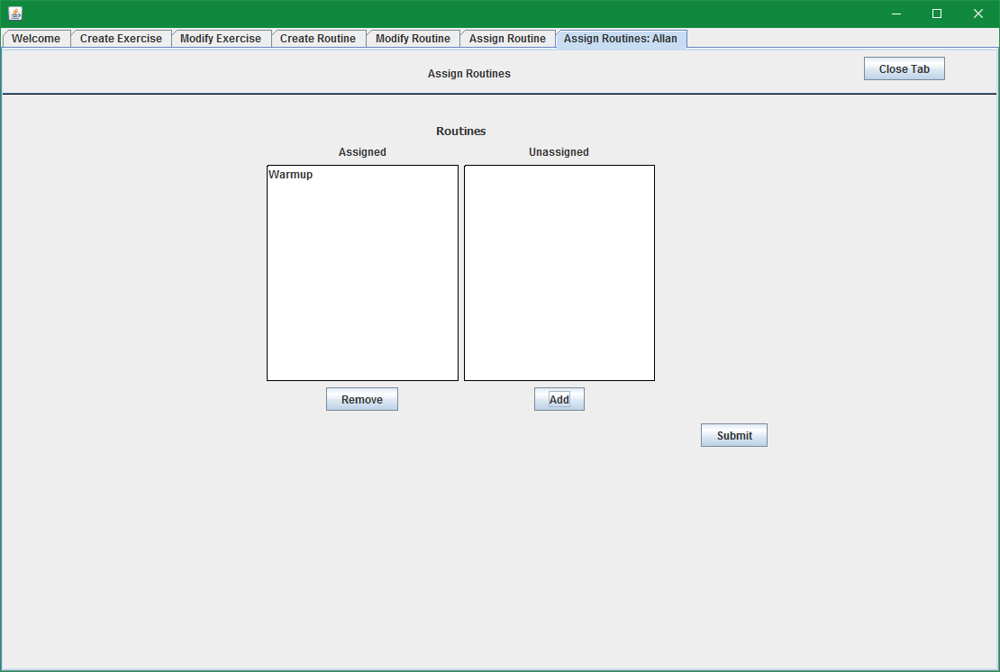 Welcome Create Exercise Modify Exercise Create Routine Modify Routine Assign Routine Assign Routines: Allan
Assign Routines
Close Tab
Routines
Assigned Unassigned
Warmup
Remove Add
Submit